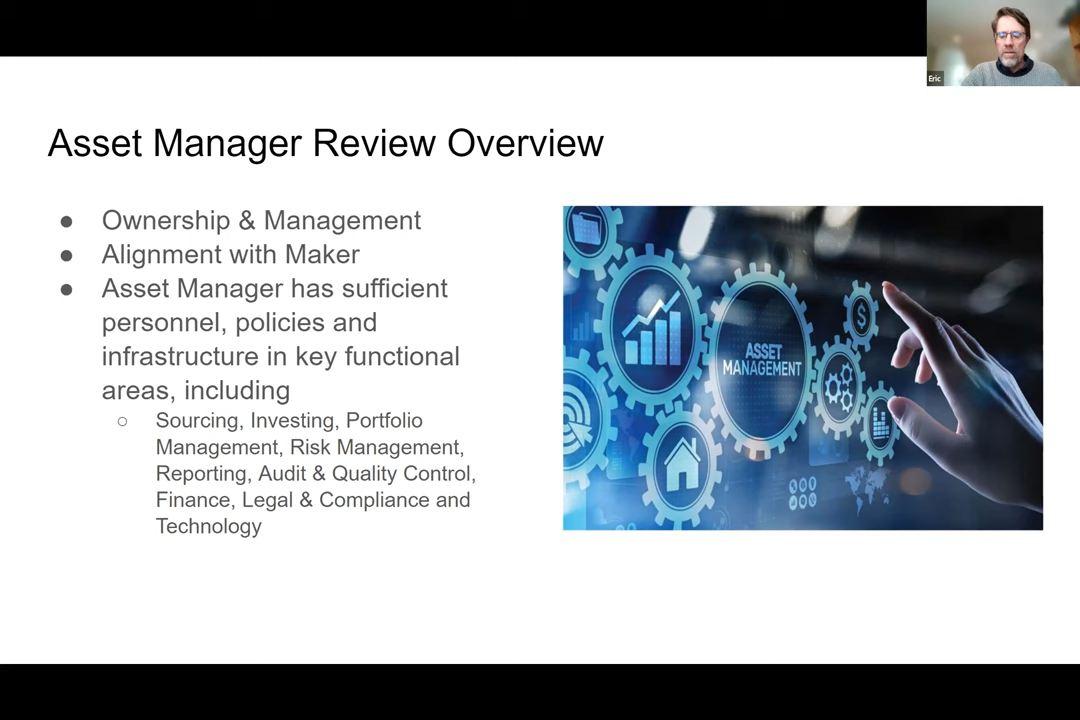 Eric
Asset Manager Review Overview
● Ownership & Management
● Alignment with Maker
● Asset Manager has sufficient
personnel, policies and
infrastructure in key functional
areas, including
○ Sourcing, Investing, Portfolio
Management, Risk Management,
Reporting, Audit & Quality Control,
Finance, Legal & Compliance and
Technology
$
ASSET
MANAGEMENT